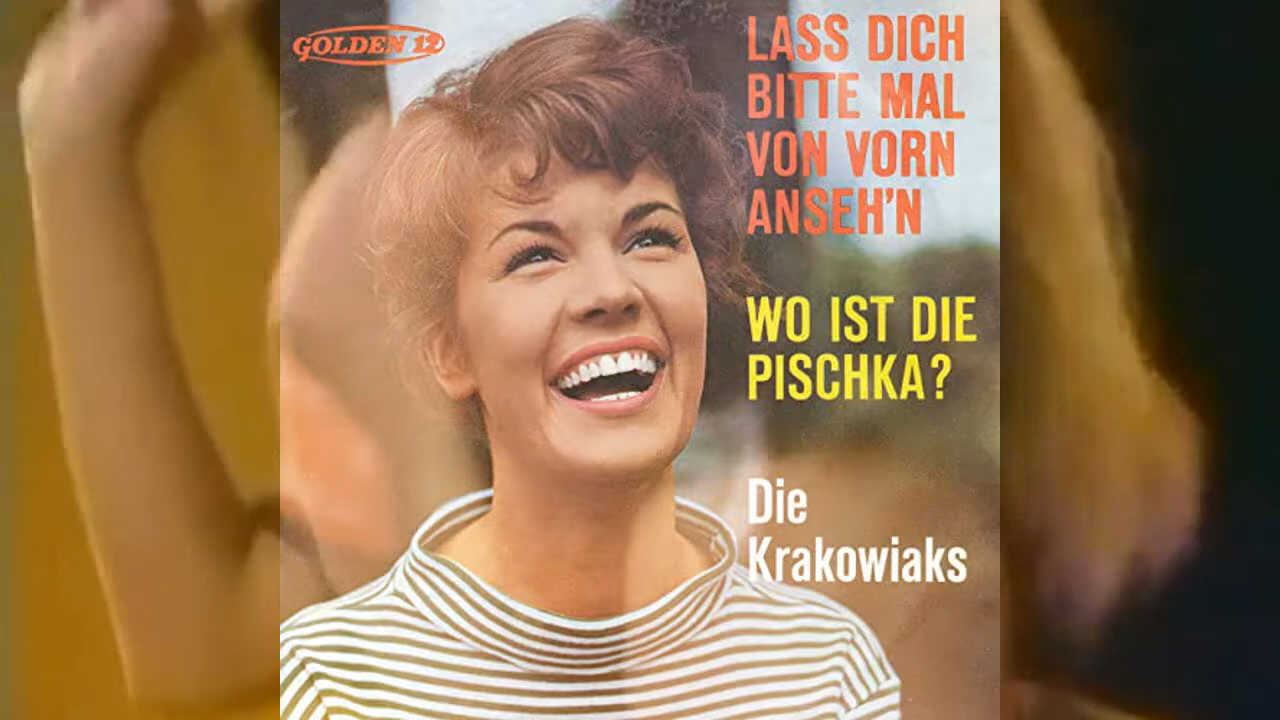 GOLDEN 12
LASS DICH
BITTE MAL
VON VORN
ANSEH'N
WO IST DIE
PISCHKA?
Die
Krakowiaks